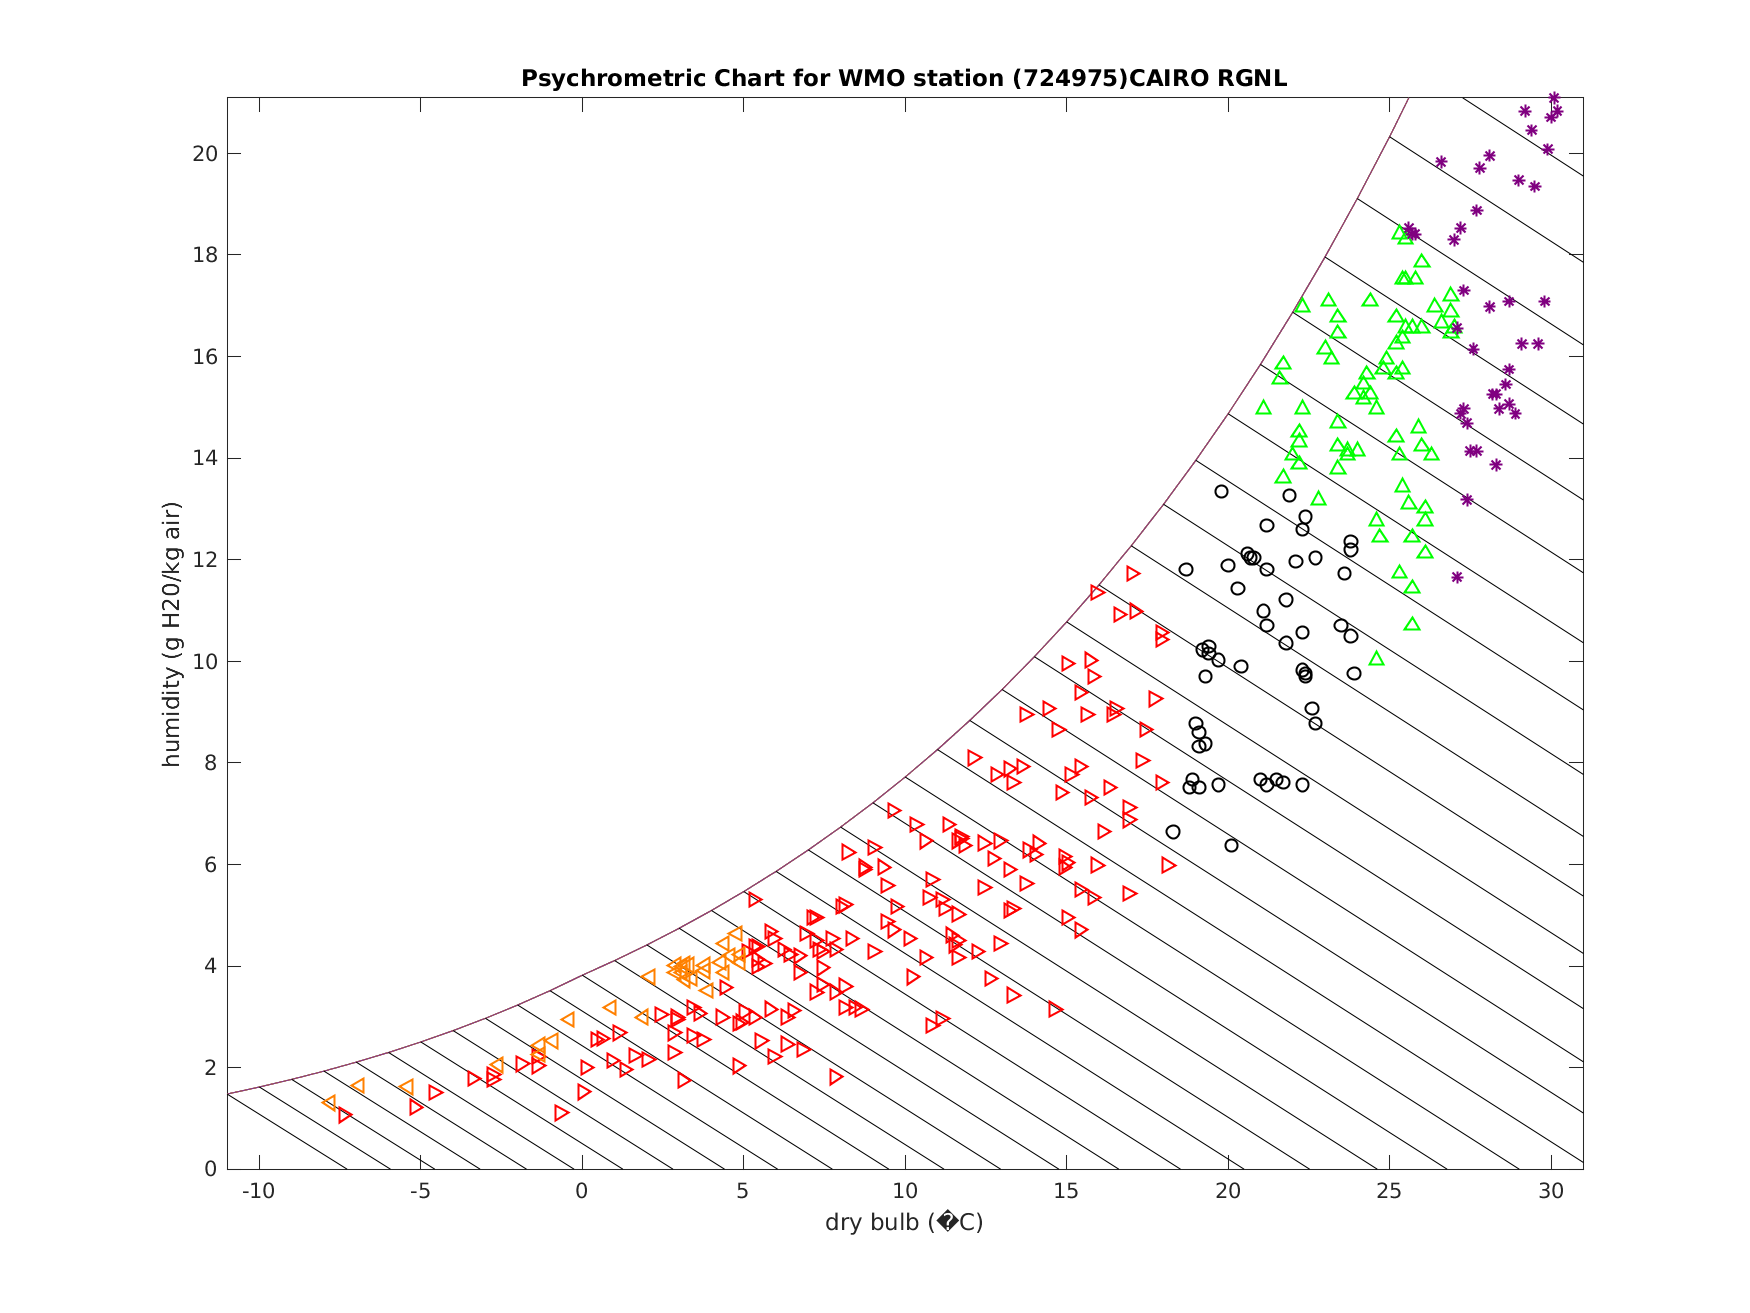 Psychrometric Chart for WMO station (724975)CAIRO RGNL
humidity (g H20/kg air)
20
18
16
14
12
10
8
6
4
2
0
-10 -5 0 5 10 15 20 25 30
dry bulb (�C)